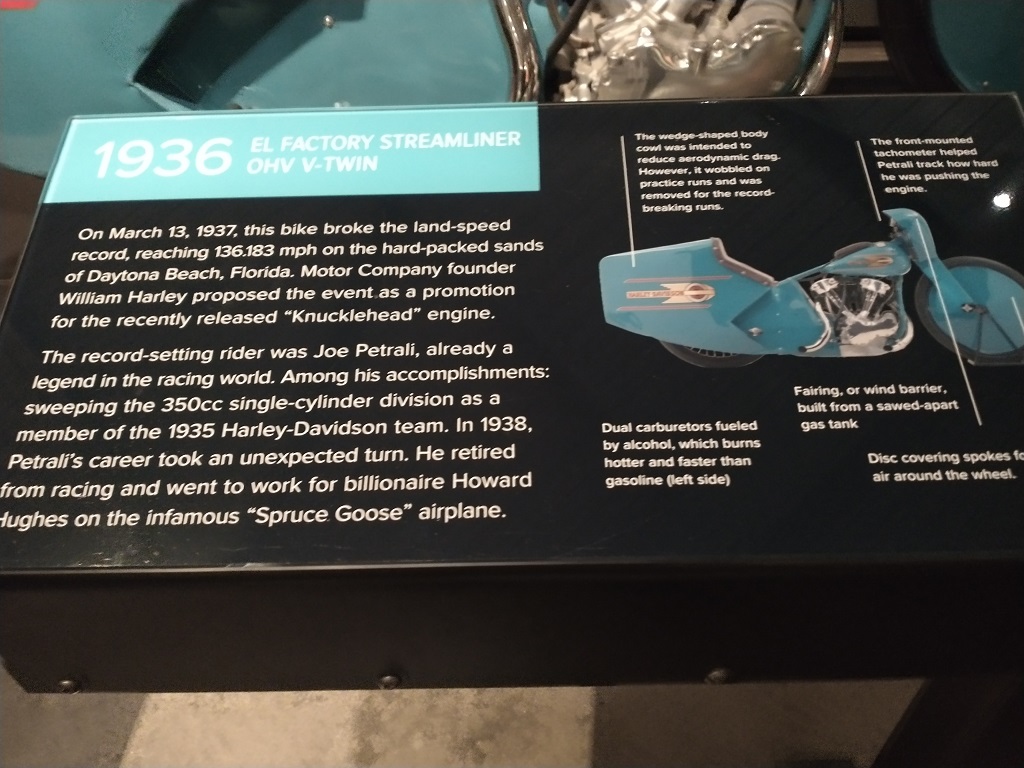 1936
EL FACTORY STREAMLINER
OHV V-TWIN
On March 13, 1937, this bike broke the land-speed
record, reaching 136.183 mph on the hard-packed sands
of Daytona Beach, Florida. Motor Company founder
William Harley proposed the event as a promotion
for the recently released “Knucklehead” engine.
The record-setting rider was Joe Petrali, already a
legend in the racing world. Among his accomplishments:
sweeping the 350cc single-cylinder division as a
member of the 1935 Harley-Davidson team. In 1938,
Petrali’s career took an unexpected turn. He retired
from racing and went to work for billionaire Howard
Hughes on the infamous “Spruce Goose” airplane.
The wedge-shaped body
cowl was intended to
reduce aerodynamic drag.
However, it wobbled on
practice runs and was
removed for the record-
breaking runs.
The front-mounted
tachometer helped
Petrali track how hard
he was pushing the
engine.
HARLEY-DAVIDSON
Dual carburetors fueled
by alcohol, which burns
hotter and faster than
gasoline (left side)
Fairing, or wind barrier,
built from a sawed-apart
gas tank
Disc covering spokes
air around the wheel.